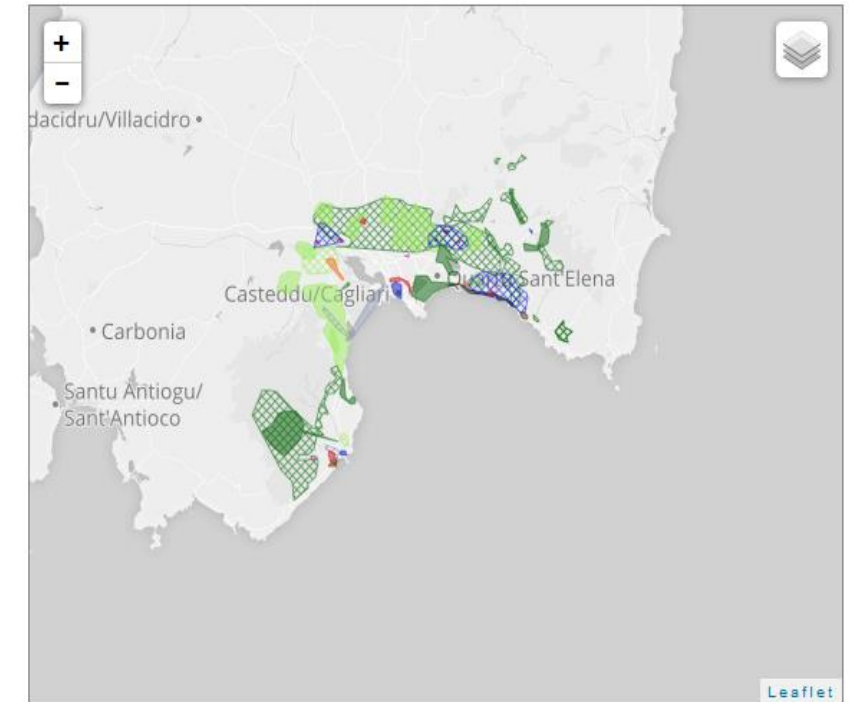 +
−
dacidru/Villacidro
Casteddu/Cagliari
Sant'Elena
Carbonia
Santu Antiogu/
Sant'Antioco
Leaflet